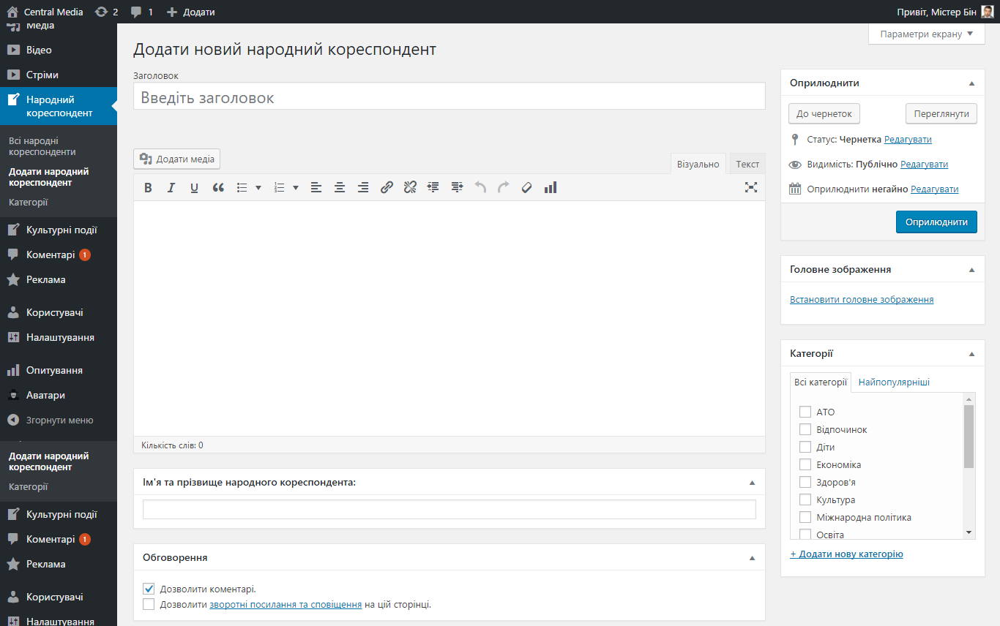 Central Media
2
1
Додати
Привіт, Містер Бін
Медіа
Відео
Стріми
Народний
кореспондент
Всі народні
кореспонденти
Додати народний
кореспондент
Категорії
Культурні події
Коментарі 1
Реклама
Користувачі
Налаштування
Опитування
Аватари
Згорнути меню
Додати народний
кореспондент
Категорії
Культурні події
Коментарі 1
Реклама
Користувачі
Налаштування
Параметри екрану
Додати новий народний кореспондент
Заголовок
Введіть заголовок
Додати медіа
Візуально
Текст
B I U
Кількість слів: 0
Ім'я та прізвище народного кореспондента:
Обговорення
Дозволити коментарі.
Дозволити зворотні посилання та сповіщення на цій сторінці.
Оприлюднити
До чернеток
Переглянути
Статус: Чернетка Редагувати
Видимість: Публічно Редагувати
Оприлюднити негайно Редагувати
Оприлюднити
Головне зображення
Встановити головне зображення
Категорії
Всі категорії
Найпопулярніші
АТО
Відпочинок
Діти
Економіка
Здоров'я
Культура
Міжнародна політика
Освіта
+ Додати нову категорію